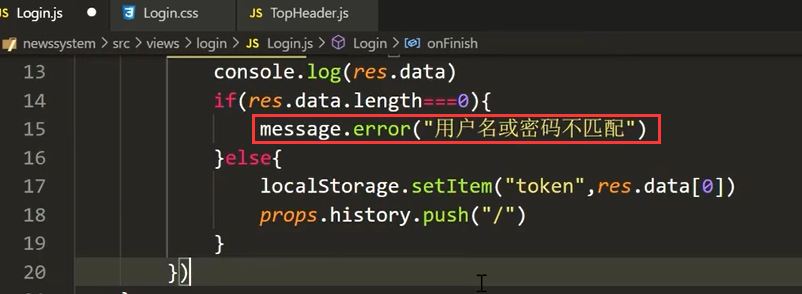 JS Login.js ● Login.css JS TopHeader.js
newssystem > src > views > login > JS Login.js > Login > onFinish
13 console.log(res.data)
14 if(res.data.length===0){
15 message.error("用户名或密码不匹配")
16 }else{
17 localStorage.setItem("token",res.data[0])
18 props.history.push("/")
19 }
20 })